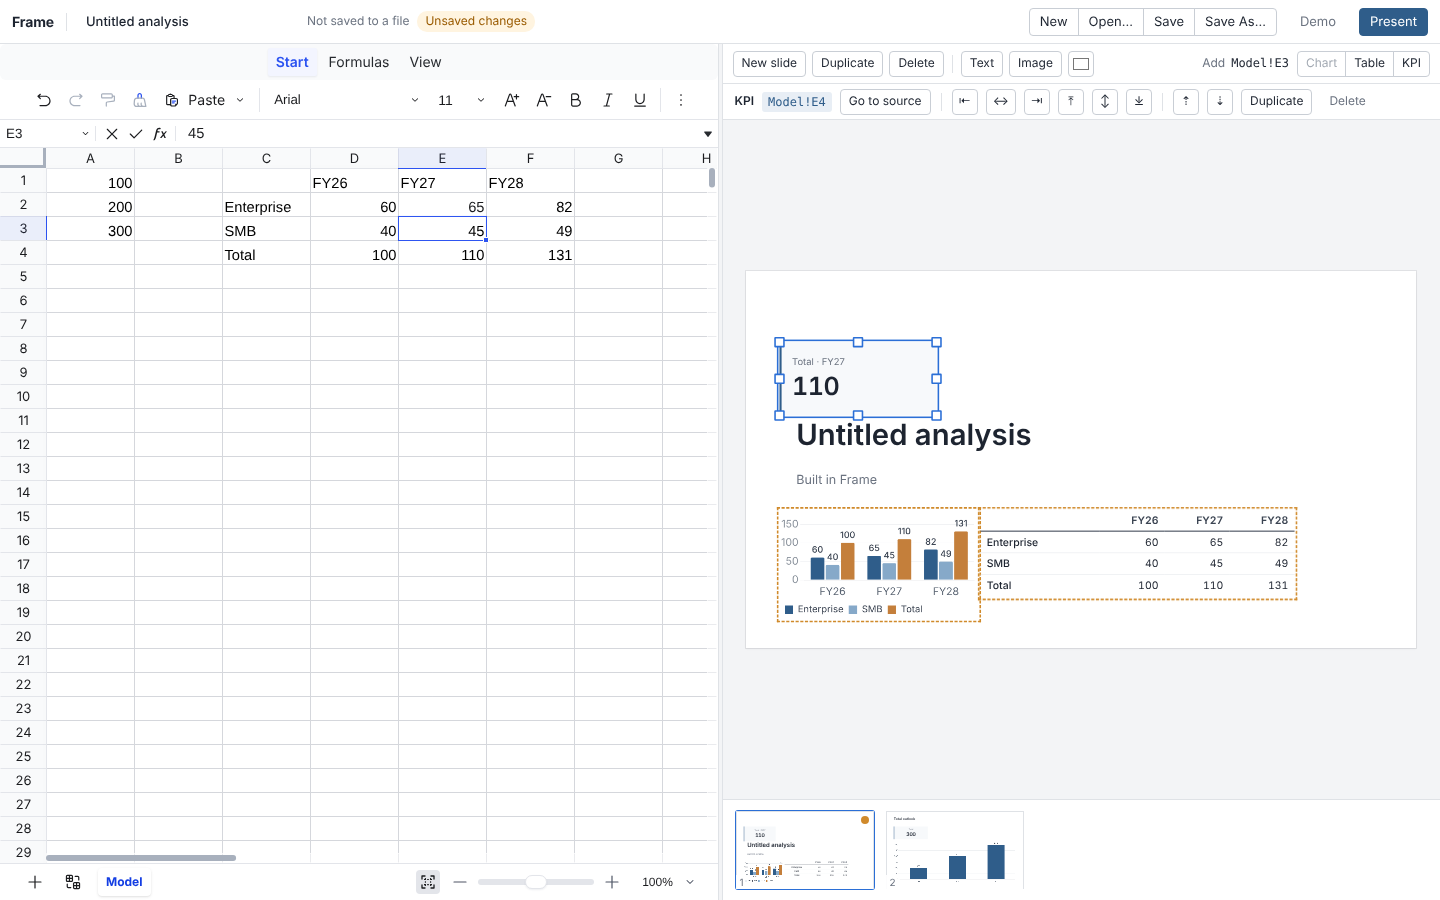 Frame Untitled analysis Not saved to a file Unsaved changes New Open... Save Save As... Demo Present
Start Formulas View
New slide Duplicate Delete Text Image Add Model!E3 Chart Table KPI
Paste Arial 11 B I U
KPI Model!E4 Go to source Duplicate Delete
E3 fx 45
A B C D E F G H
1 100 FY26 FY27 FY28
2 200 Enterprise 60 65 82
3 300 SMB 40 45 49
4 Total 100 110 131
5
6
7
8
9
10
11
12
13
14
15
16
17
18
19
20
21
22
23
24
25
26
27
28
29
Total · FY27
110
Untitled analysis
Built in Frame
150
100
50
0
60 40 100 65 45 110 82 49 131
FY26 FY27 FY28
Enterprise SMB Total
FY26 FY27 FY28
Enterprise 60 65 82
SMB 40 45 49
Total 100 110 131
Model 100%
110
Untitled analysis
1
Total outlook
300
2